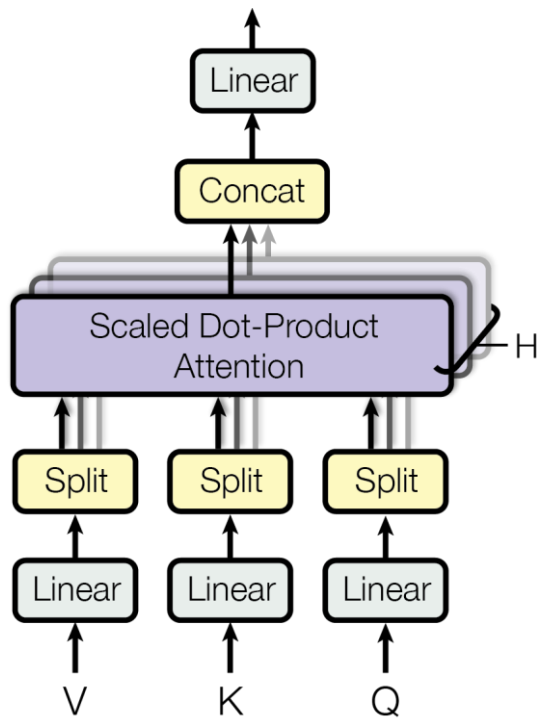 Linear
Concat
Scaled Dot-Product
Attention
H
Split Split Split
Linear Linear Linear
V K Q